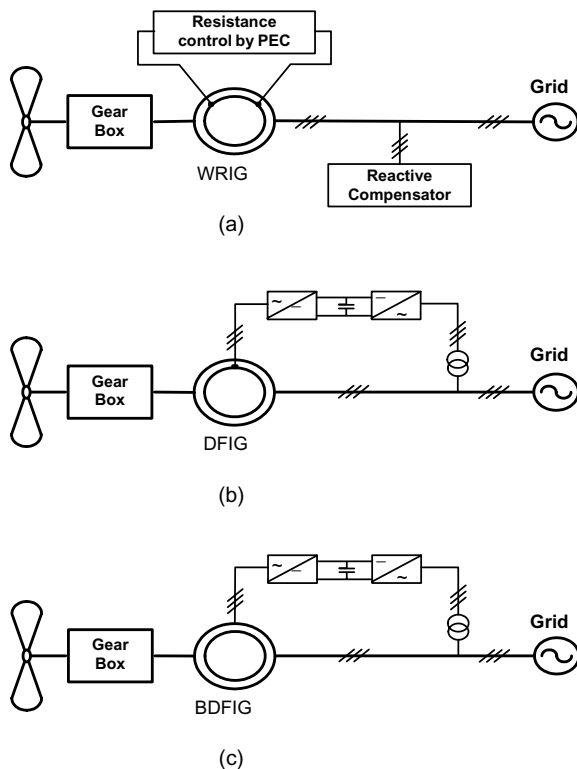 Resistance
control by PEC
Gear
Box
WRIG
Grid
Reactive
Compensator
(a)
Gear
Box
DFIG
Grid
(b)
Gear
Box
BDFIG
Grid
(c)